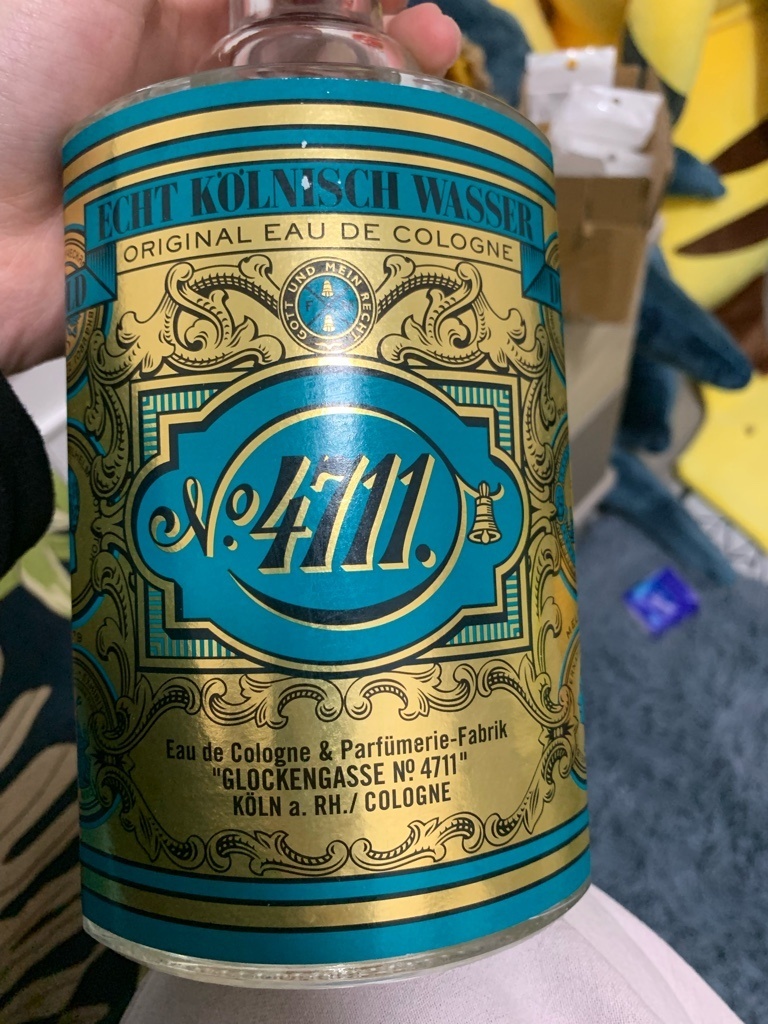 ECHT KÖLNISCH WASSER
ORIGINAL EAU DE COLOGNE
GOTT UND MEIN RECHT
Nº 4711.
Eau de Cologne & Parfümerie-Fabrik
"GLOCKENGASSE Nº 4711"
KÖLN a. RH./ COLOGNE